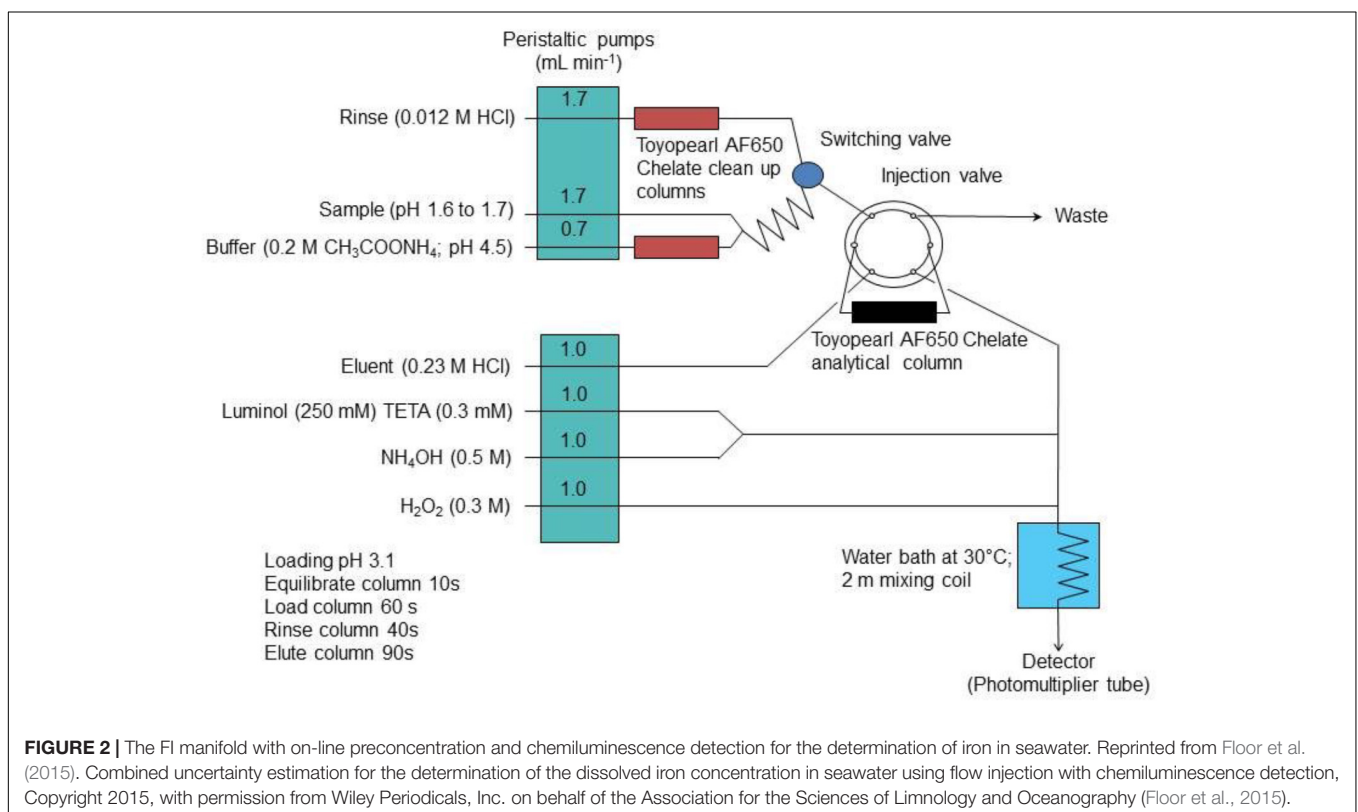 Peristaltic pumps
(mL min-1)
1.7
Rinse (0.012 M HCl)
Toyopearl AF650
Chelate clean up
columns
Switching valve
Injection valve
1.7
Sample (pH 1.6 to 1.7)
Waste
0.7
Buffer (0.2 M CH3COONH4; pH 4.5)
Toyopearl AF650 Chelate
analytical column
1.0
Eluent (0.23 M HCl)
1.0
Luminol (250 mM) TETA (0.3 mM)
1.0
NH4OH (0.5 M)
1.0
H2O2 (0.3 M)
Loading pH 3.1
Equilibrate column 10s
Load column 60 s
Rinse column 40s
Elute column 90s
Water bath at 30°C;
2 m mixing coil
Detector
(Photomultiplier tube)
FIGURE 2 | The FI manifold with on-line preconcentration and chemiluminescence detection for the determination of iron in seawater. Reprinted from Floor et al.
(2015). Combined uncertainty estimation for the determination of the dissolved iron concentration in seawater using flow injection with chemiluminescence detection,
Copyright 2015, with permission from Wiley Periodicals, Inc. on behalf of the Association for the Sciences of Limnology and Oceanography (Floor et al., 2015).